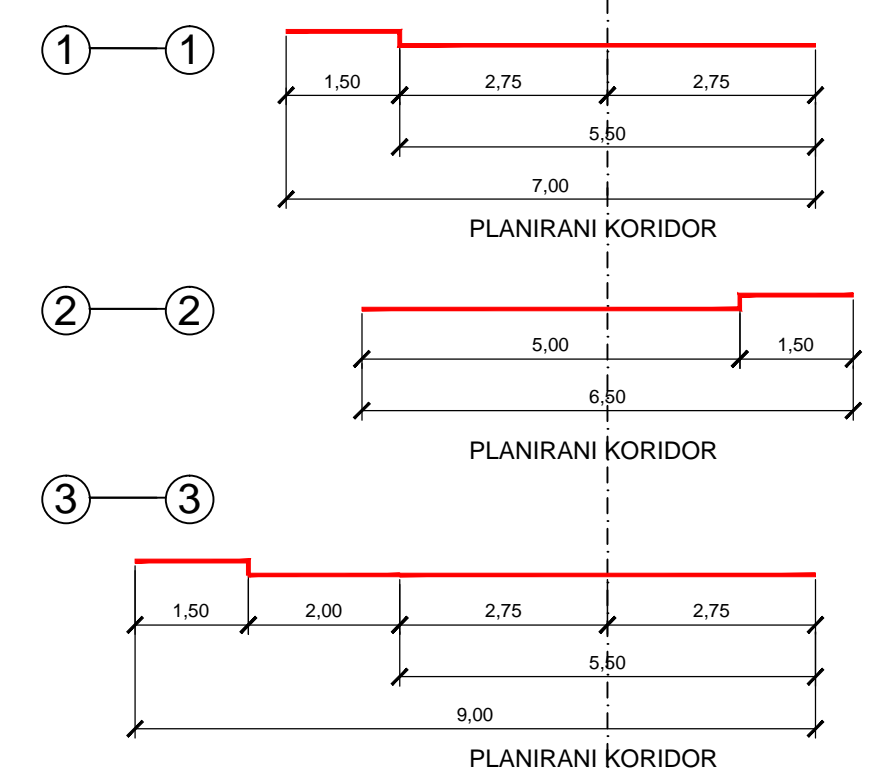 1 1
1,50 2,75 2,75
5,50
7,00
PLANIRANI KORIDOR
2 2
5,00 1,50
6,50
PLANIRANI KORIDOR
3 3
1,50 2,00 2,75 2,75
5,50
9,00
PLANIRANI KORIDOR